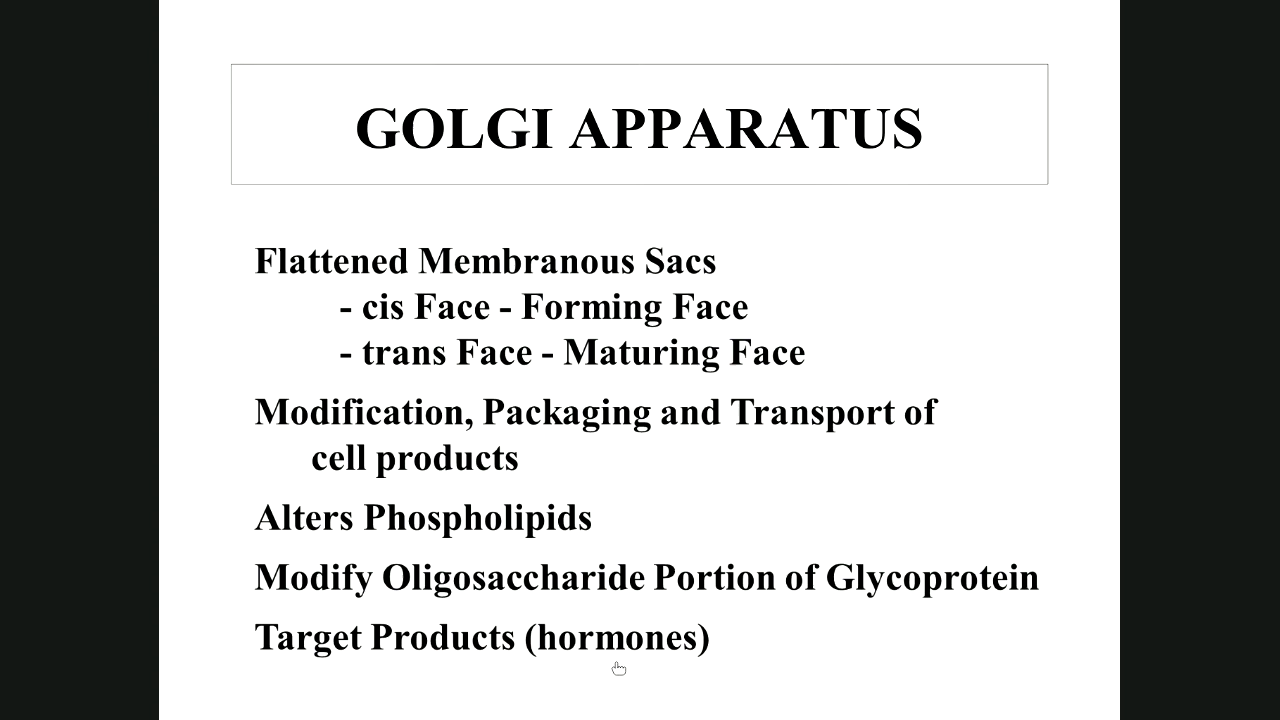 GOLGI APPARATUS
Flattened Membranous Sacs
- cis Face - Forming Face
- trans Face - Maturing Face
Modification, Packaging and Transport of
cell products
Alters Phospholipids
Modify Oligosaccharide Portion of Glycoprotein
Target Products (hormones)